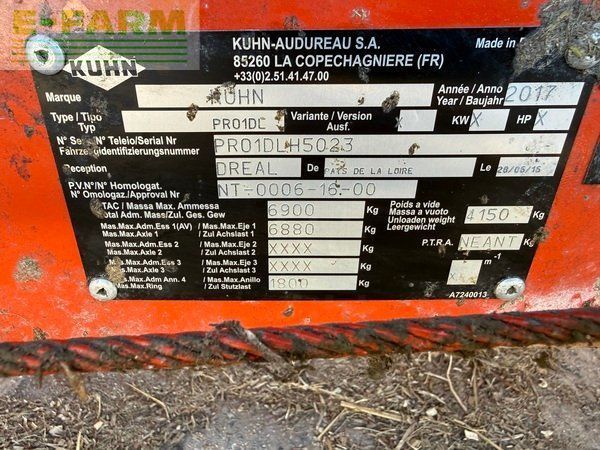 E-FARM
KUHN
KUHN-AUDUREAU S.A.
85260 LA COPECHAGNIERE (FR)
+33(0)2.51.41.47.00
Made in
Marque KUHN Année / Anno Year / Baujahr 2017
Type / Tipo Typ PR01DL Variante / Version Ausf. X KW X HP X
N° Serie/N° Telaio/Serial Nr PR01DLH5023
Fahrzeugidentifizierungsnummer
Reception DREAL De PAYS DE LA LOIRE Le 28/06/16
P.V.N°/N° Homologat. NT-0006-16-00
N° Omologaz./Approval Nr
PTAC / Massa Max. Ammessa 6900 Kg Poids a vide
Total Adm. Mass/Zul. Ges. Gew Massa a vuoto 4150 Kg
Mas.Max.Adm.Ess 1(AV) / Mas.Max.Eje 1 6880 Kg Unloaden weight
Mas.Max.Axle 1 / Zul Achslast 1 Leergewicht
Mas.Max.Adm.Ess 2 / Mas.Max.Eje 2 XXXX Kg P.T.R.A. NEANT Kg
Mas.Max.Axle 2 / Zul Achslast 2
Mas.Max.Adm.Ess 3 / Mas.Max.Eje 3 XXXX Kg m -1
Mas.Max.Axle 3 / Zul Achslast 3
Mas.Max.Adm Ann. 4 / Mas.Max.Anillo 1800 Kg
Mas.Max.Ring / Zul Stutzlast A7240013